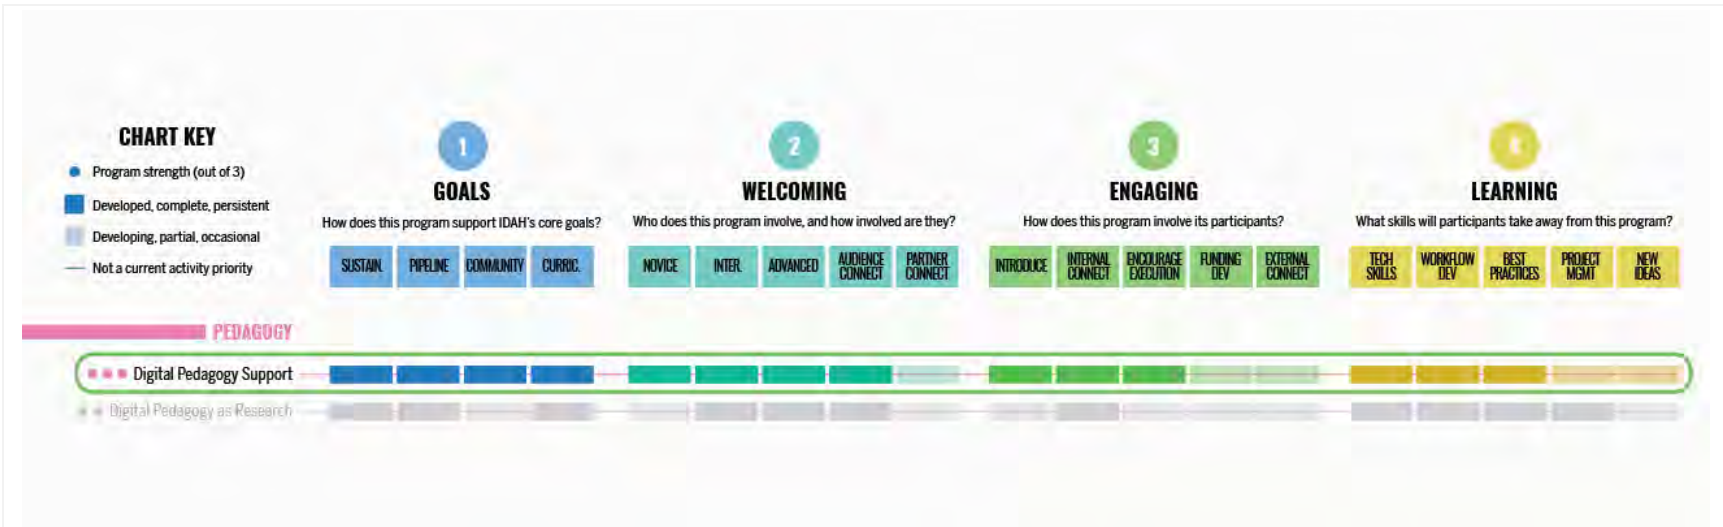 CHART KEY
Program strength (out of 3)
Developed, complete, persistent
Developing, partial, occasional
Not a current activity priority
1
GOALS
How does this program support IDAH's core goals?
SUSTAIN.
PIPELINE
COMMUNITY
CURRIC.
2
WELCOMING
Who does this program involve, and how involved are they?
NOVICE
INTER.
ADVANCED
AUDIENCE
CONNECT
PARTNER
CONNECT
3
ENGAGING
How does this program involve its participants?
INTRODUCE
INTERNAL
CONNECT
ENCOURAGE
EXECUTION
FUNDING
DEV
EXTERNAL
CONNECT
4
LEARNING
What skills will participants take away from this program?
TECH
SKILLS
WORKFLOW
DEV
BEST
PRACTICES
PROJECT
MGMT
NEW
IDEAS
PEDAGOGY
Digital Pedagogy Support
Digital Pedagogy as Research